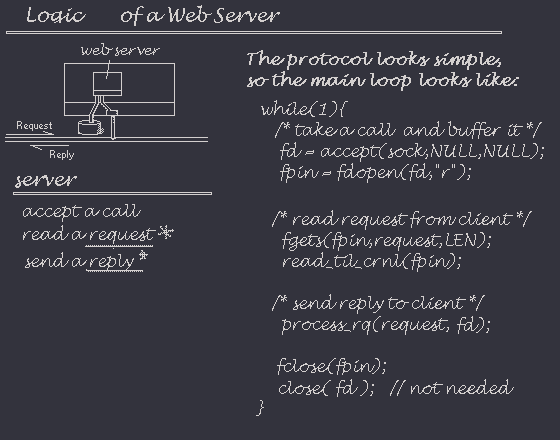 Logic of a Web Server
web server
Request
Reply
server
accept a call
read a request *
send a reply *
The protocol looks simple,
so the main loop looks like:
while(1){
/* take a call and buffer it */
fd = accept(sock,NULL,NULL);
fpin = fdopen(fd,"r");
/* read request from client */
fgets(fpin,request,LEN);
read_til_crnl(fpin);
/* send reply to client */
process_rq(request, fd);
fclose(fpin);
close( fd ); // not needed
}